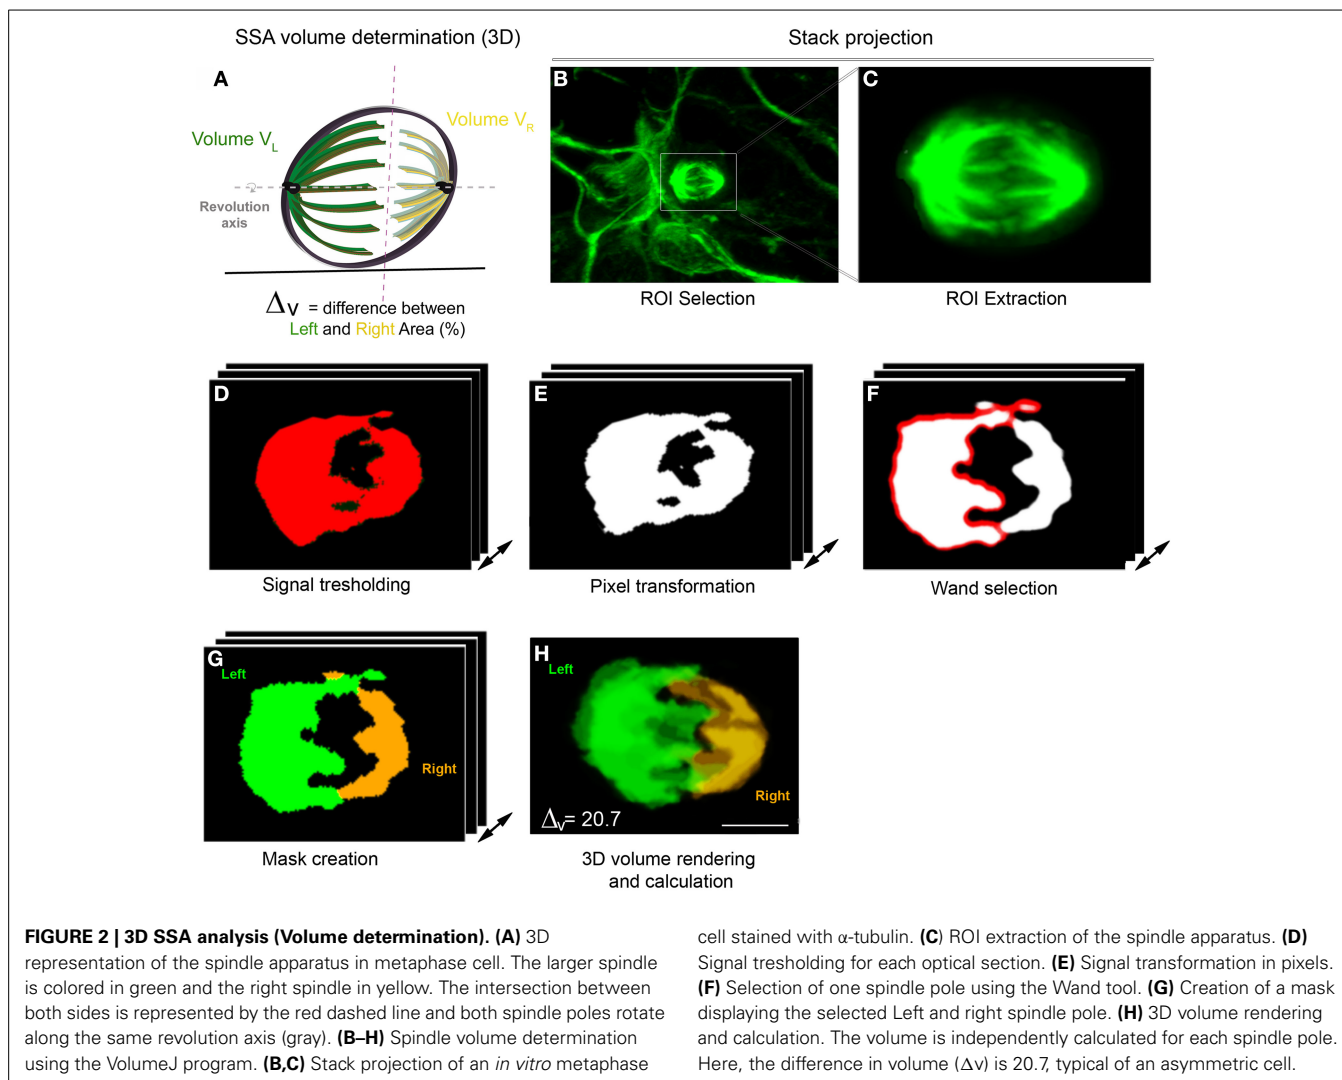 SSA volume determination (3D)
Stack projection
A
Volume VL
Volume VR
Revolution
axis
ΔV = difference between
Left and Right Area (%)
B
ROI Selection
C
ROI Extraction
D
Signal tresholding
E
Pixel transformation
F
Wand selection
G
Left
Right
Mask creation
H
Left
Right
Δv= 20.7
3D volume rendering
and calculation
FIGURE 2 | 3D SSA analysis (Volume determination). (A) 3D
representation of the spindle apparatus in metaphase cell. The larger spindle
is colored in green and the right spindle in yellow. The intersection between
both sides is represented by the red dashed line and both spindle poles rotate
along the same revolution axis (gray). (B–H) Spindle volume determination
using the VolumeJ program. (B,C) Stack projection of an in vitro metaphase
cell stained with α-tubulin. (C) ROI extraction of the spindle apparatus. (D)
Signal tresholding for each optical section. (E) Signal transformation in pixels.
(F) Selection of one spindle pole using the Wand tool. (G) Creation of a mask
displaying the selected Left and right spindle pole. (H) 3D volume rendering
and calculation. The volume is independently calculated for each spindle pole.
Here, the difference in volume (Δv) is 20.7, typical of an asymmetric cell.